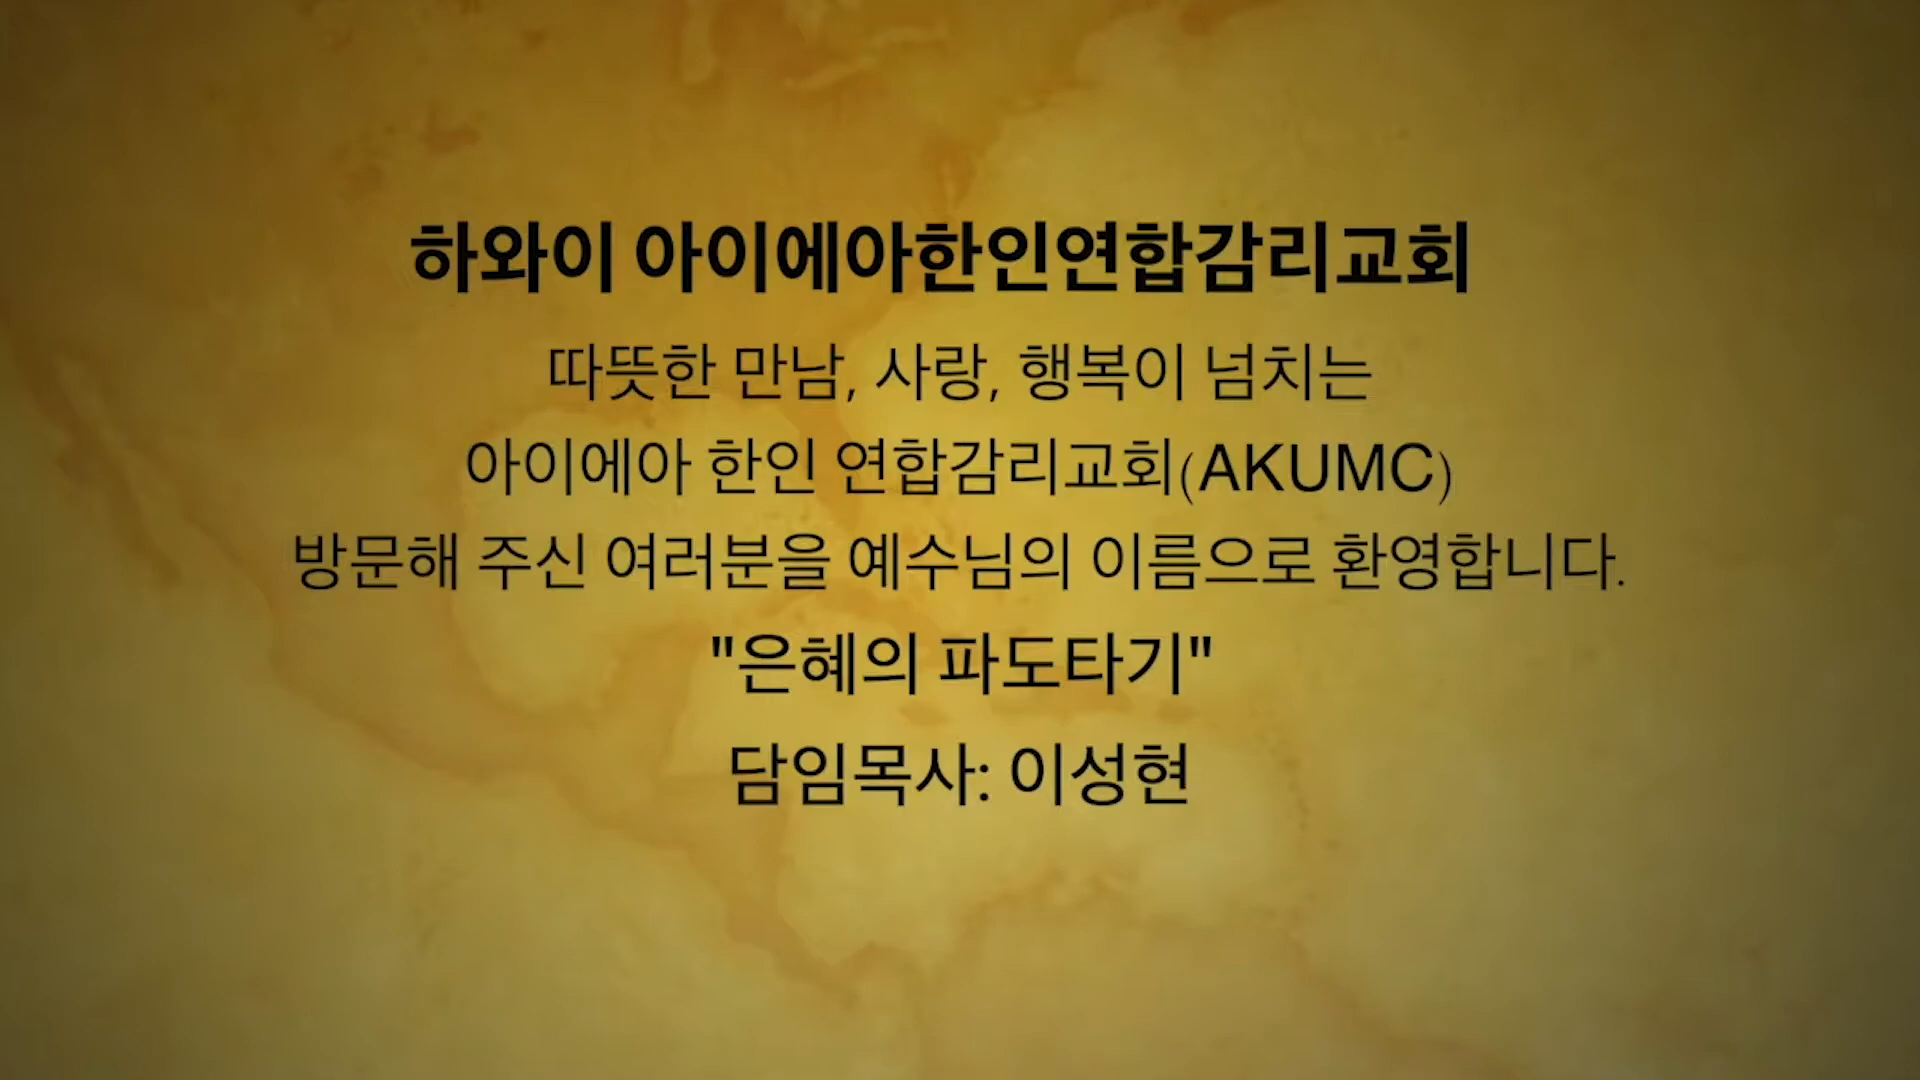 하와이 아이에아한인연합감리교회
따뜻한 만남, 사랑, 행복이 넘치는
아이에아 한인 연합감리교회(AKUMC)
방문해 주신 여러분을 예수님의 이름으로 환영합니다.
"은혜의 파도타기"
담임목사: 이성현